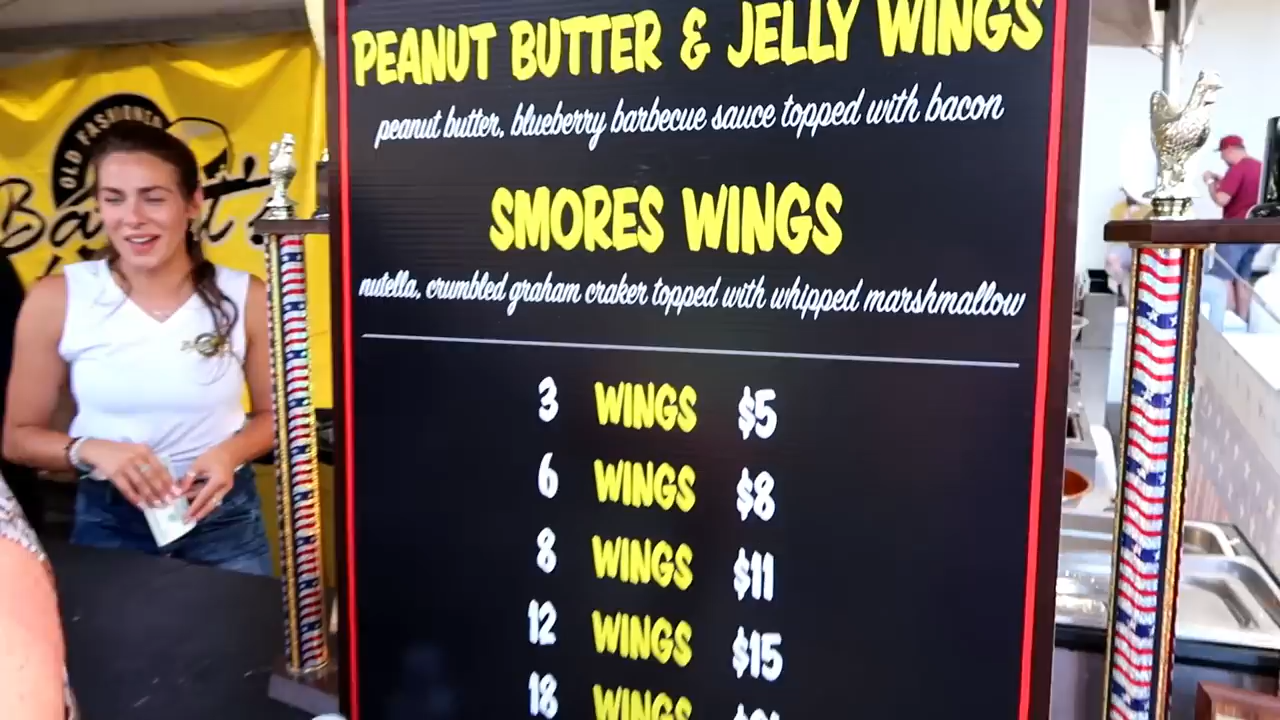 PEANUT BUTTER & JELLY WINGS
peanut butter, blueberry barbecue sauce topped with bacon
SMORES WINGS
nutella, crumbled graham craker topped with whipped marshmallow
3 WINGS $5
6 WINGS $8
8 WINGS $11
12 WINGS $15
18 WINGS
OLD FASHIONED